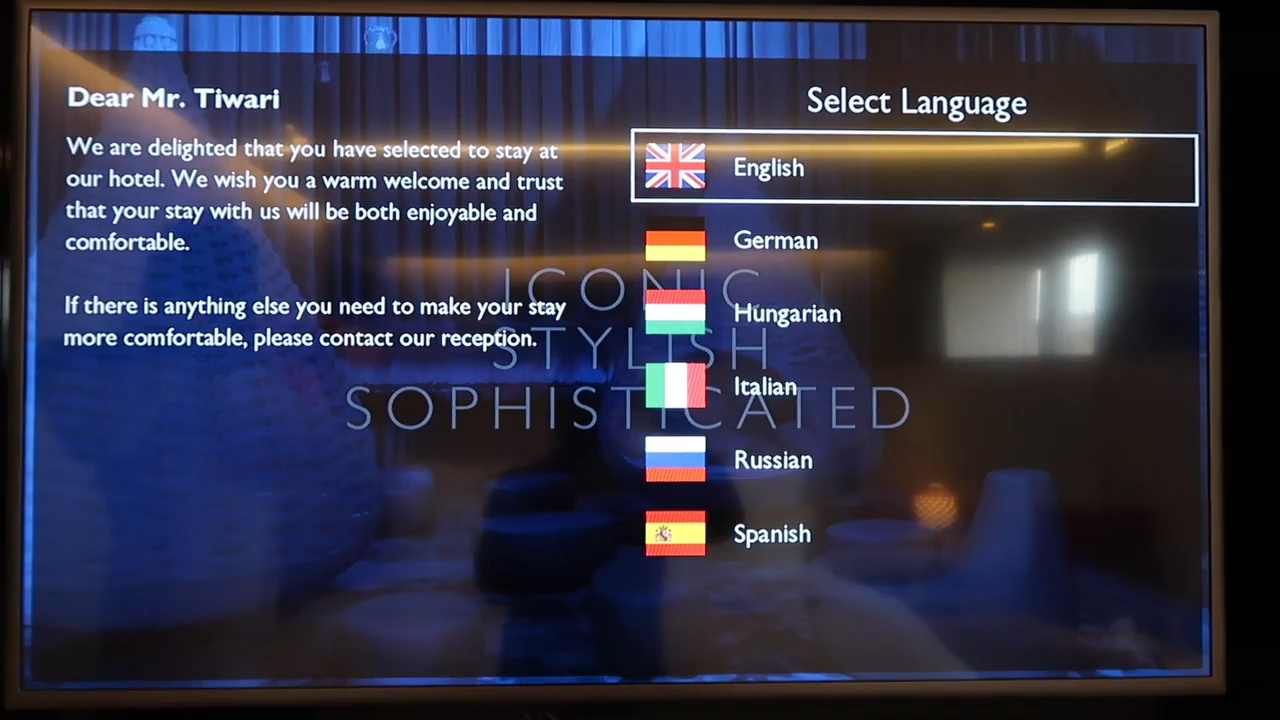 Dear Mr. Tiwari
We are delighted that you have selected to stay at
our hotel. We wish you a warm welcome and trust
that your stay with us will be both enjoyable and
comfortable.
If there is anything else you need to make your stay
more comfortable, please contact our reception.
ICONIC
STYLISH
SOPHISTICATED
Select Language
English
German
Hungarian
Italian
Russian
Spanish